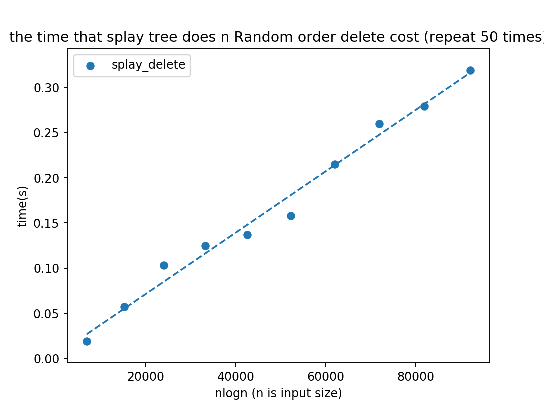 the time that splay tree does n Random order delete cost (repeat 50 times)
splay_delete
0.30
0.25
0.20
0.15
0.10
0.05
0.00
time(s)
20000 40000 60000 80000
nlogn (n is input size)